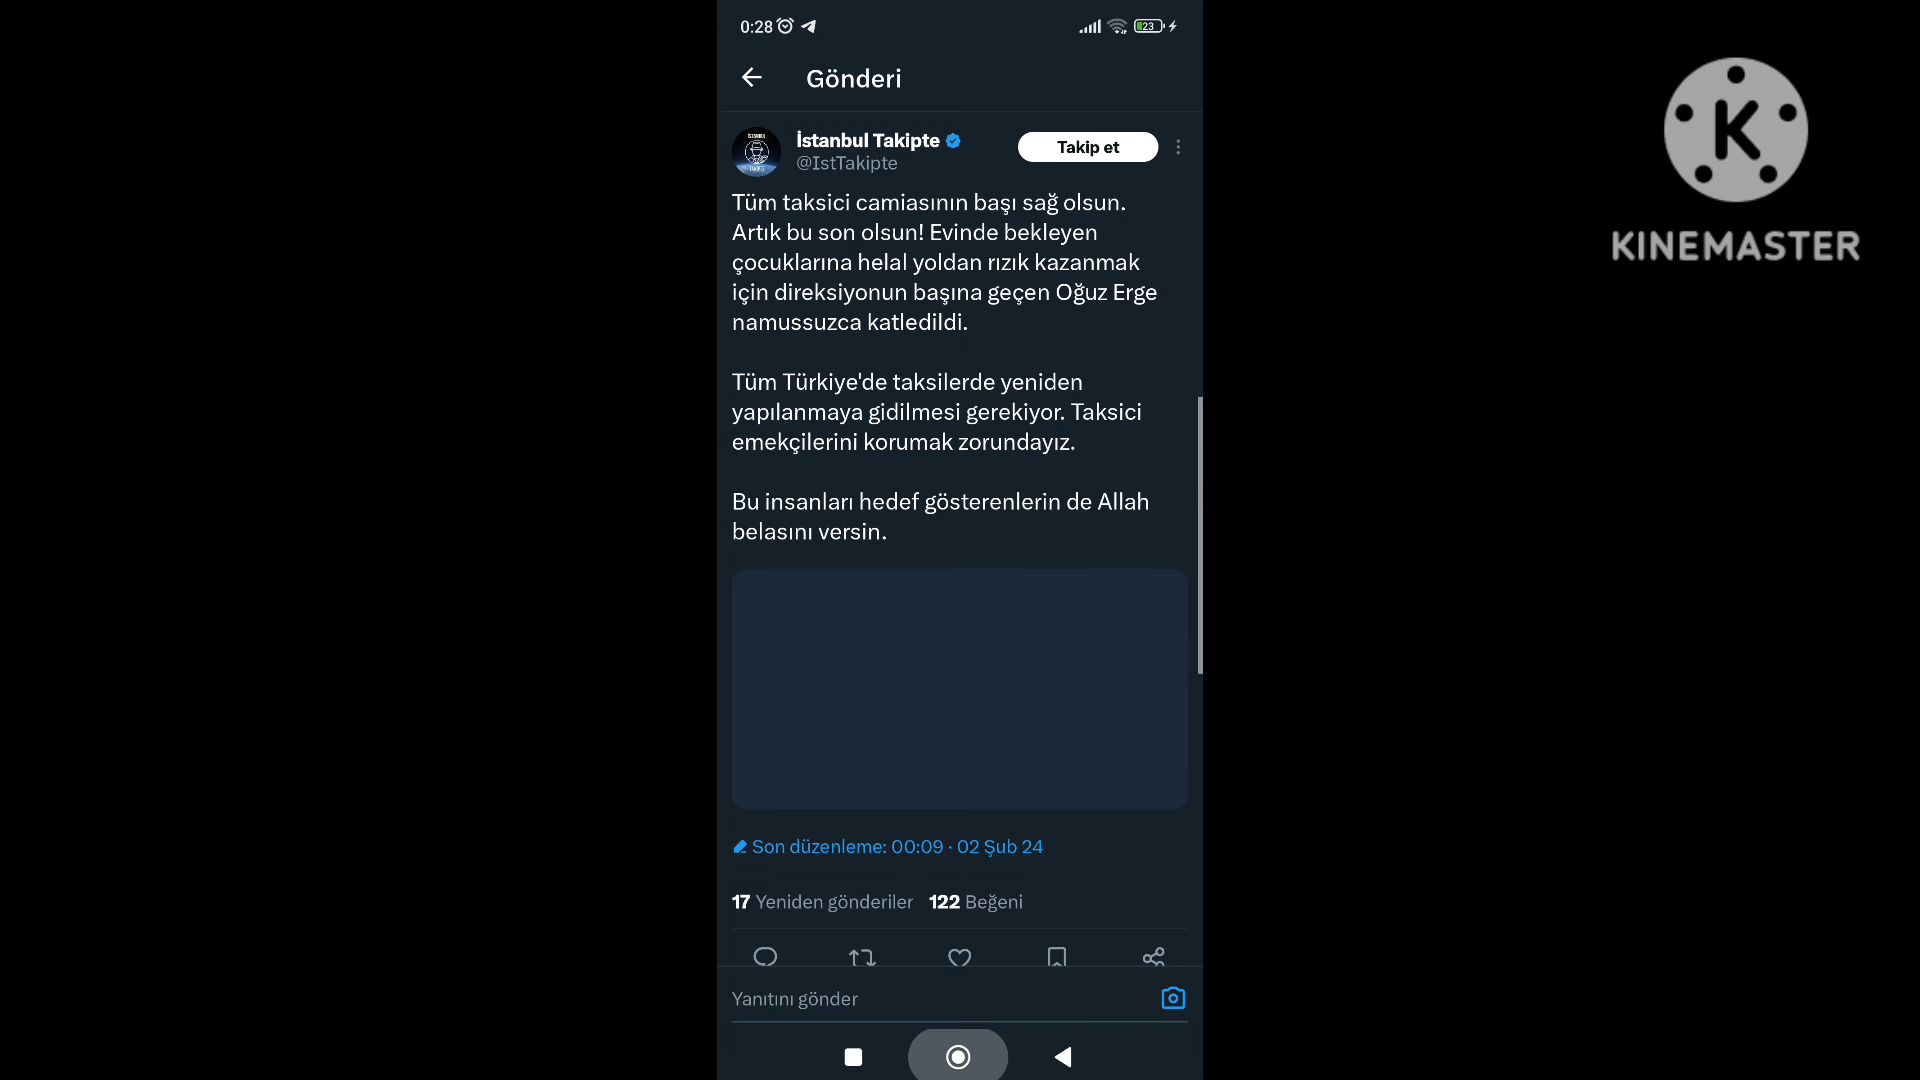 0:28
23
Gönderi
İstanbul Takipte
@IstTakipte
Takip et
Tüm taksici camiasının başı sağ olsun.
Artık bu son olsun! Evinde bekleyen
çocuklarına helal yoldan rızık kazanmak
için direksiyonun başına geçen Oğuz Erge
namussuzca katledildi.
Tüm Türkiye'de taksilerde yeniden
yapılanmaya gidilmesi gerekiyor. Taksici
emekçilerini korumak zorundayız.
Bu insanları hedef gösterenlerin de Allah
belasını versin.
Son düzenleme: 00:09 · 02 Şub 24
17 Yeniden gönderiler 122 Beğeni
Yanıtını gönder
K
KINEMASTER